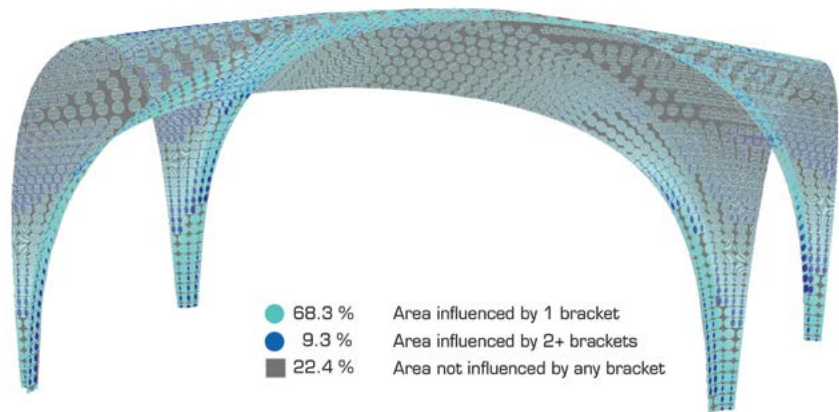 68.3 % Area influenced by 1 bracket
9.3 % Area influenced by 2+ brackets
22.4 % Area not influenced by any bracket